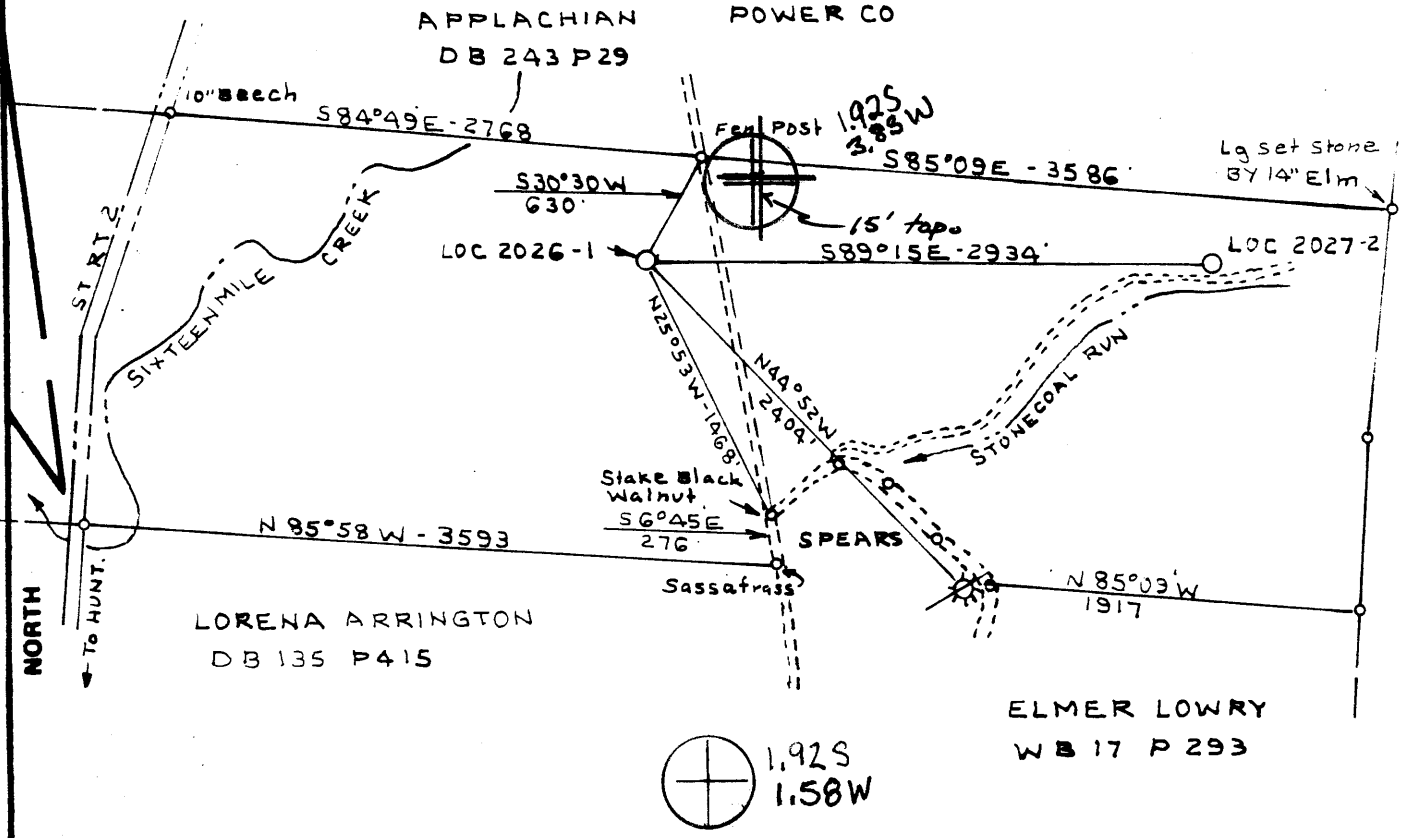 APPLACHIAN POWER CO
DB 243 P29
10" BEECH
S84°49E - 2768
Fen Post
1.92S
3.83W
S85°09E - 3586'
Lg set stone
BY 14" Elm
S30°30W
630'
15' topo
LOC 2026-1
S89°15E - 2934'
LOC 2027-2
ST RT 2
SIXTEENMILE CREEK
N25°53W - 1468'
N44°52W
2404'
STONECOAL RUN
Stake Black
Walnut
S6°45E
276
SPEARS
N 85°58 W - 3593
Sassafrass
N 85°03'W
1917
NORTH
To HUNT.
LORENA ARRINGTON
DB 135 P415
ELMER LOWRY
WB 17 P 293
1.92S
1.58W